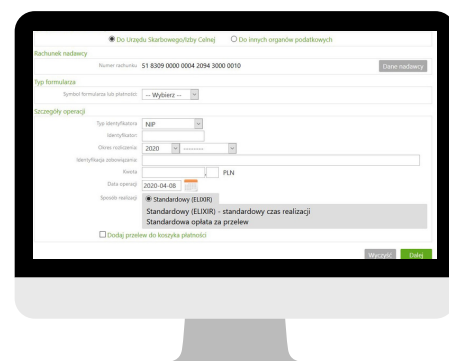 Do Urzędu Skarbowego/Izby Celnej Do innych organów podatkowych
Rachunek nadawcy
Numer rachunku 51 8309 0000 0004 2094 3000 0010 Dane nadawcy
Typ formularza
Symbol formularza lub płatności: -- Wybierz --
Szczegóły operacji
Typ identyfikatora NIP
Identyfikator:
Okres rozliczenia: 2020 ----------
Identyfikacja zobowiązania:
Kwota , PLN
Data operacji 2020-04-08
Sposób realizacji Standardowy (ELIXIR)
Standardowy (ELIXIR) - standardowy czas realizacji
Standardowa opłata za przelew
Dodaj przelew do koszyka płatności
Wyczyść Dalej